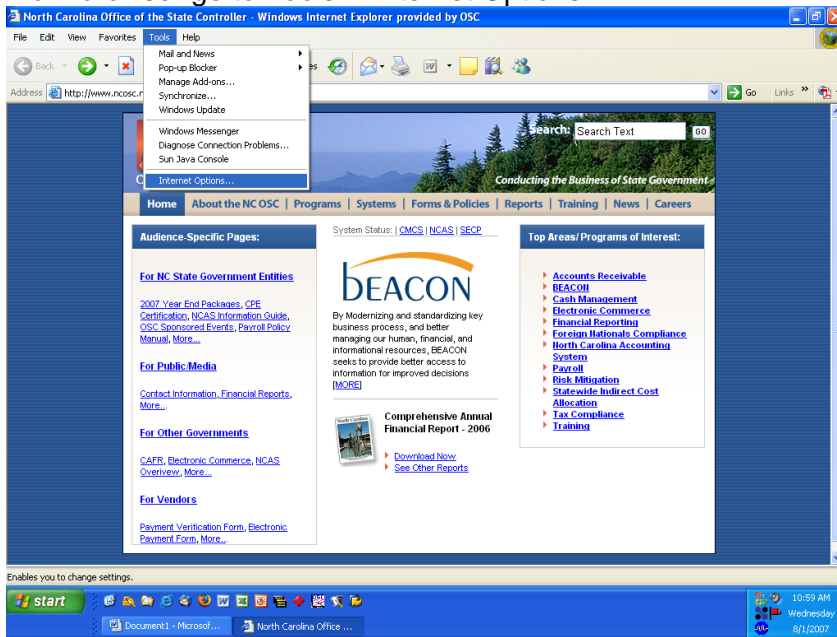 North Carolina Office of the State Controller - Windows Internet Explorer provided by OSC
File Edit View Favorites Tools Help
Mail and News
Pop-up Blocker
Manage Add-ons...
Synchronize...
Windows Update
Windows Messenger
Diagnose Connection Problems...
Sun Java Console
Internet Options...
Back
Address http://www.ncosc.n
Go Links »
Search: Search Text GO
Conducting the Business of State Government
Home About the NC OSC | Programs | Systems | Forms & Policies | Reports | Training | News | Careers
Audience-Specific Pages:
For NC State Government Entities
2007 Year End Packages, CPE
Certification, NCAS Information Guide,
OSC Sponsored Events, Payroll Policy
Manual, More...
For Public/Media
Contact Information, Financial Reports,
More...
For Other Governments
CAFR, Electronic Commerce, NCAS
Overivew, More...
For Vendors
Payment Verification Form, Electronic
Payment Form, More...
System Status: | CMCS | NCAS | SECP
BEACON
By Modernizing and standardizing key
business process, and better
managing our human, financial, and
informational resources, BEACON
seeks to provide better access to
information for improved decisions
[MORE]
Comprehensive Annual
Financial Report - 2006
Download Now
See Other Reports
Top Areas/Programs of Interest:
Accounts Receivable
BEACON
Cash Management
Electronic Commerce
Financial Reporting
Foreign Nationals Compliance
North Carolina Accounting
System
Payroll
Risk Mitigation
Statewide Indirect Cost
Allocation
Tax Compliance
Training
Enables you to change settings.
start
Document1 - Microsof...
North Carolina Office ...
10:59 AM
Wednesday
8/1/2007